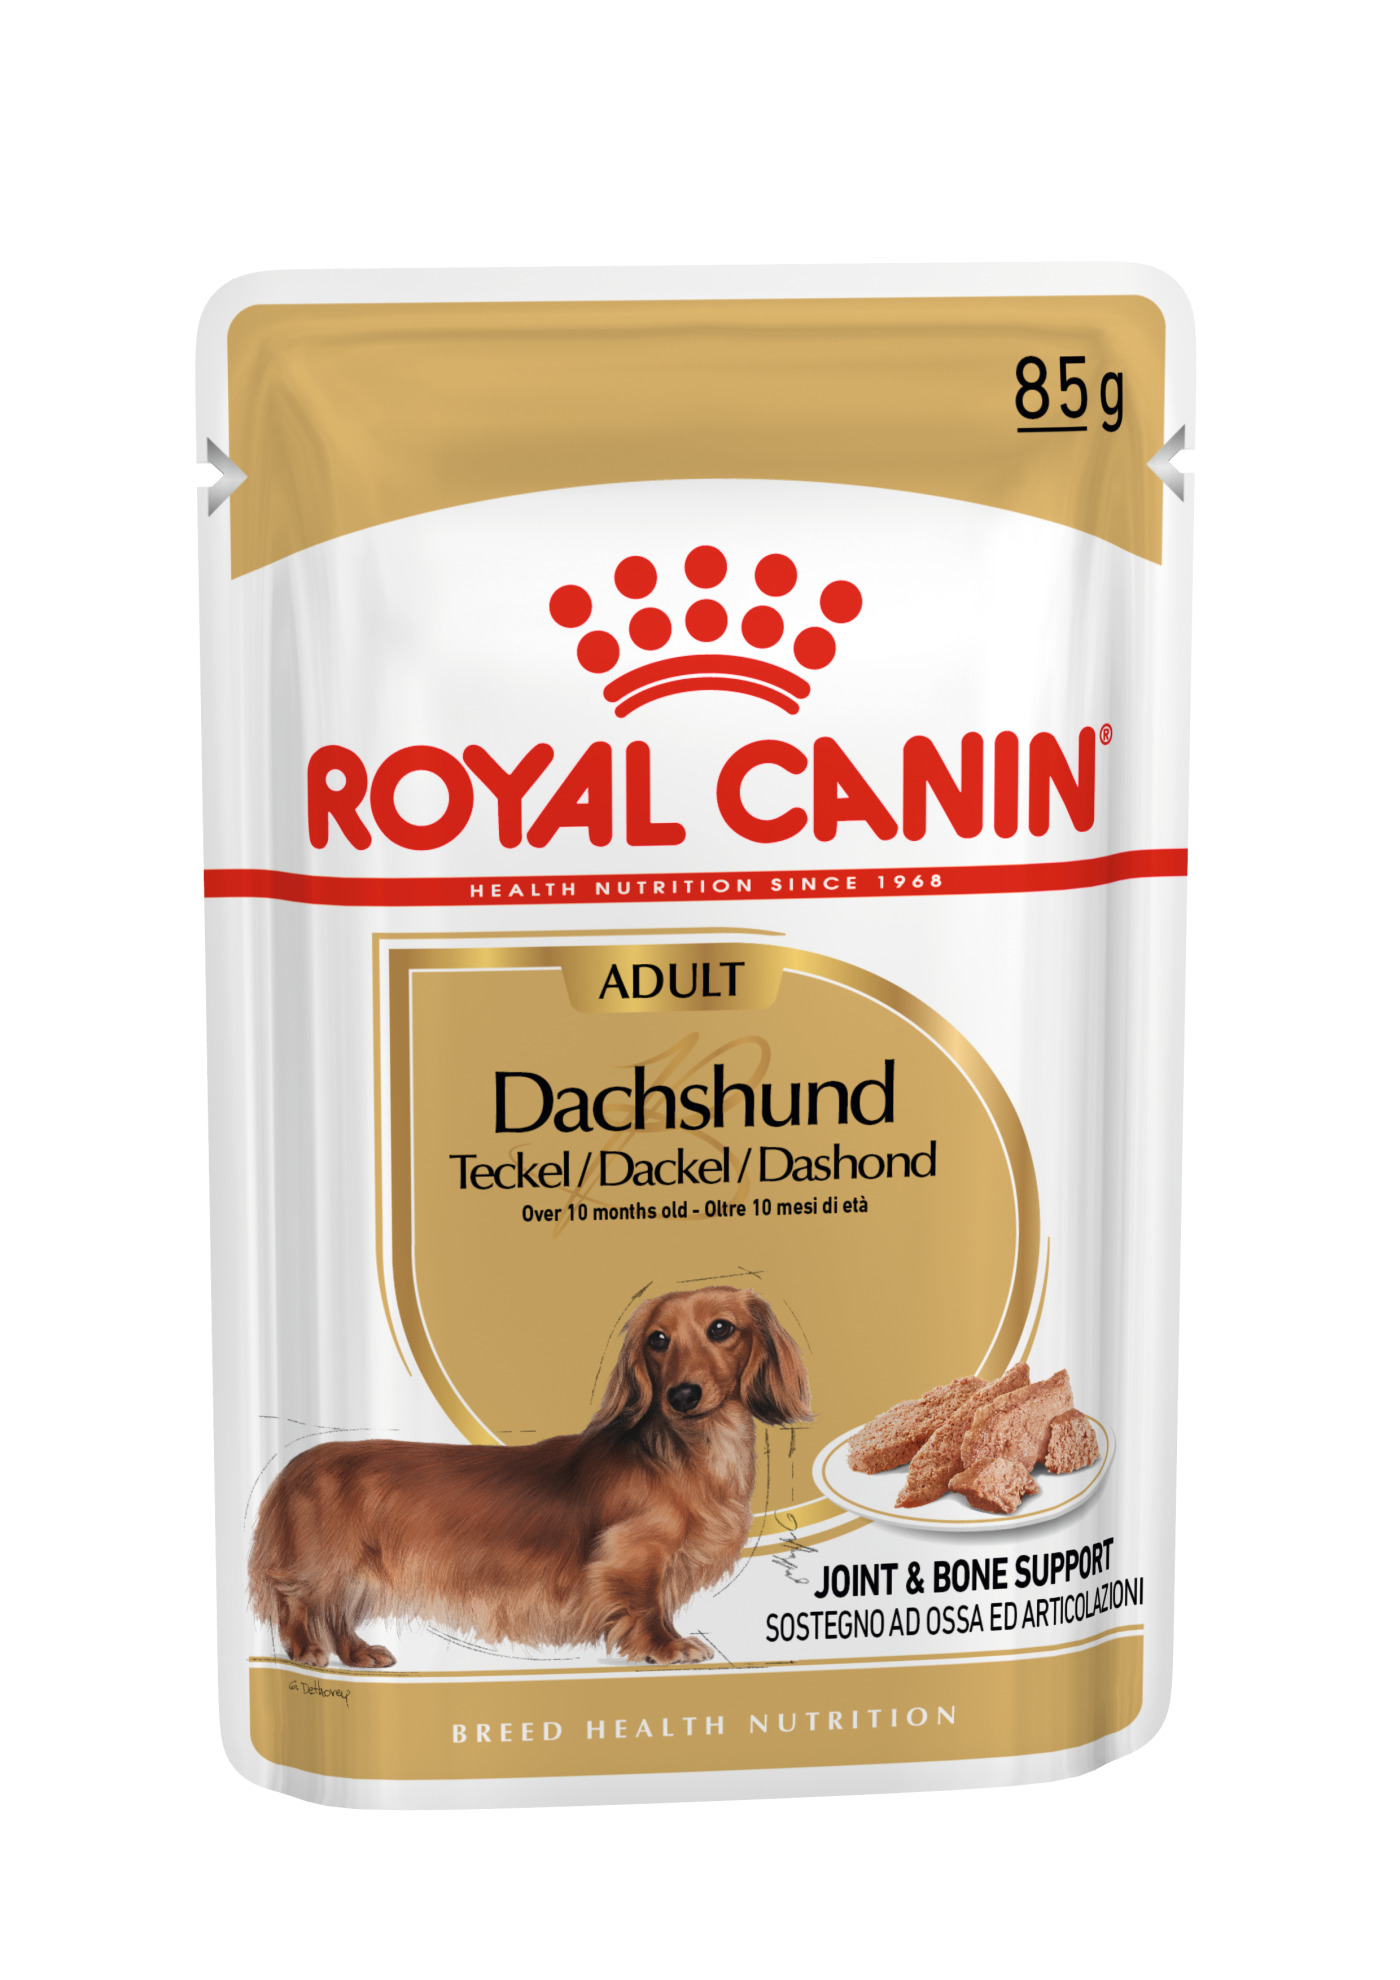 85g
ROYAL CANIN®
HEALTH NUTRITION SINCE 1968
ADULT
Dachshund
Teckel/Dackel/Dashond
Over 10 months old - Oltre 10 mesi di età
JOINT & BONE SUPPORT
SOSTEGNO AD OSSA ED ARTICOLAZIONI
G. Dethorey
BREED HEALTH NUTRITION